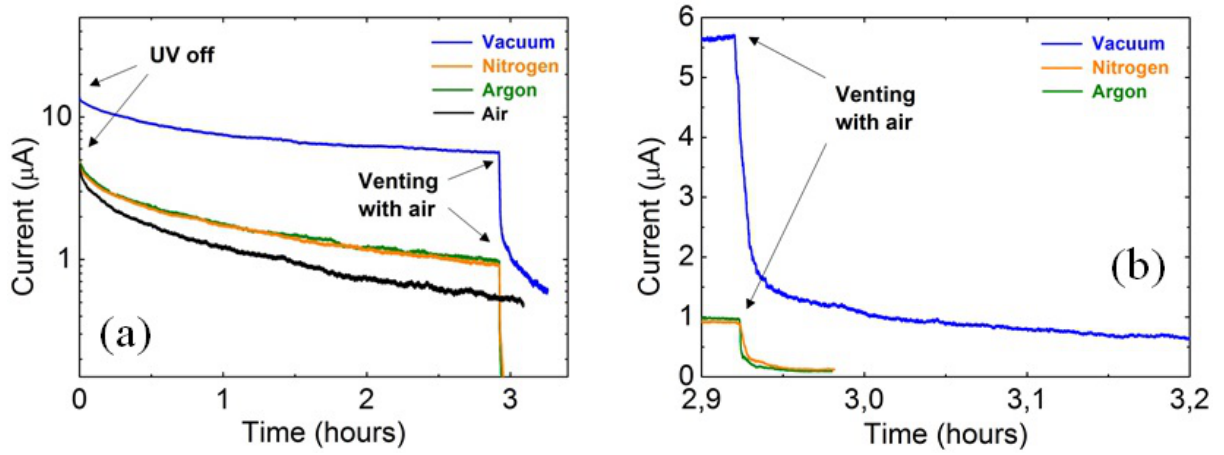 UV off
Vacuum
Nitrogen
Argon
Air
Venting
with air
(a)
10
1
Current (μA)
0
1
2
3
Time (hours)
6
5
4
3
2
1
0
Current (μA)
Vacuum
Nitrogen
Argon
Venting
with air
(b)
2,9
3,0
3,1
3,2
Time (hours)